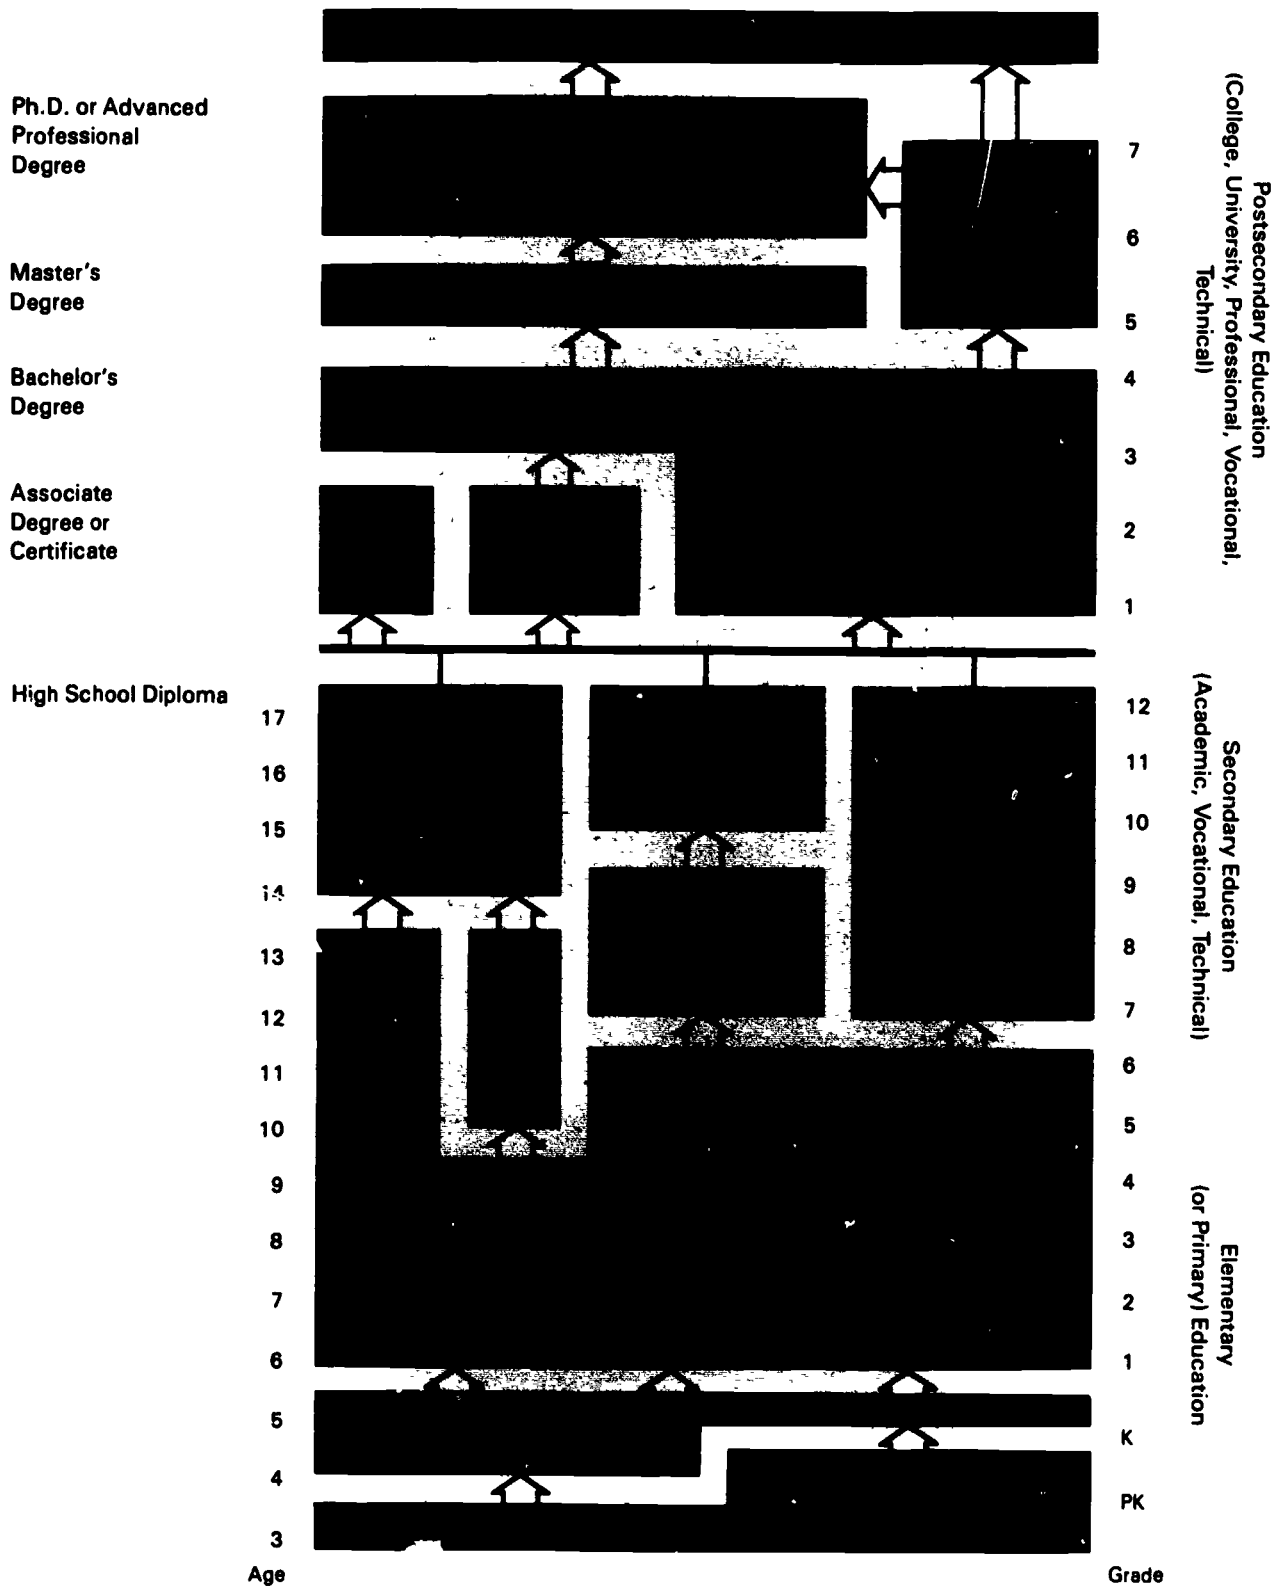 Ph.D. or Advanced
Professional
Degree
Master's
Degree
Bachelor's
Degree
Associate
Degree or
Certificate
High School Diploma
17
16
15
14
13
12
11
10
9
8
7
6
5
4
3
Age
7
6
5
4
3
2
1
12
11
10
9
8
7
6
5
4
3
2
1
K
PK
Grade
Postsecondary Education
(College, University, Professional, Vocational,
Technical)
Secondary Education
(Academic, Vocational, Technical)
Elementary
(or Primary) Education